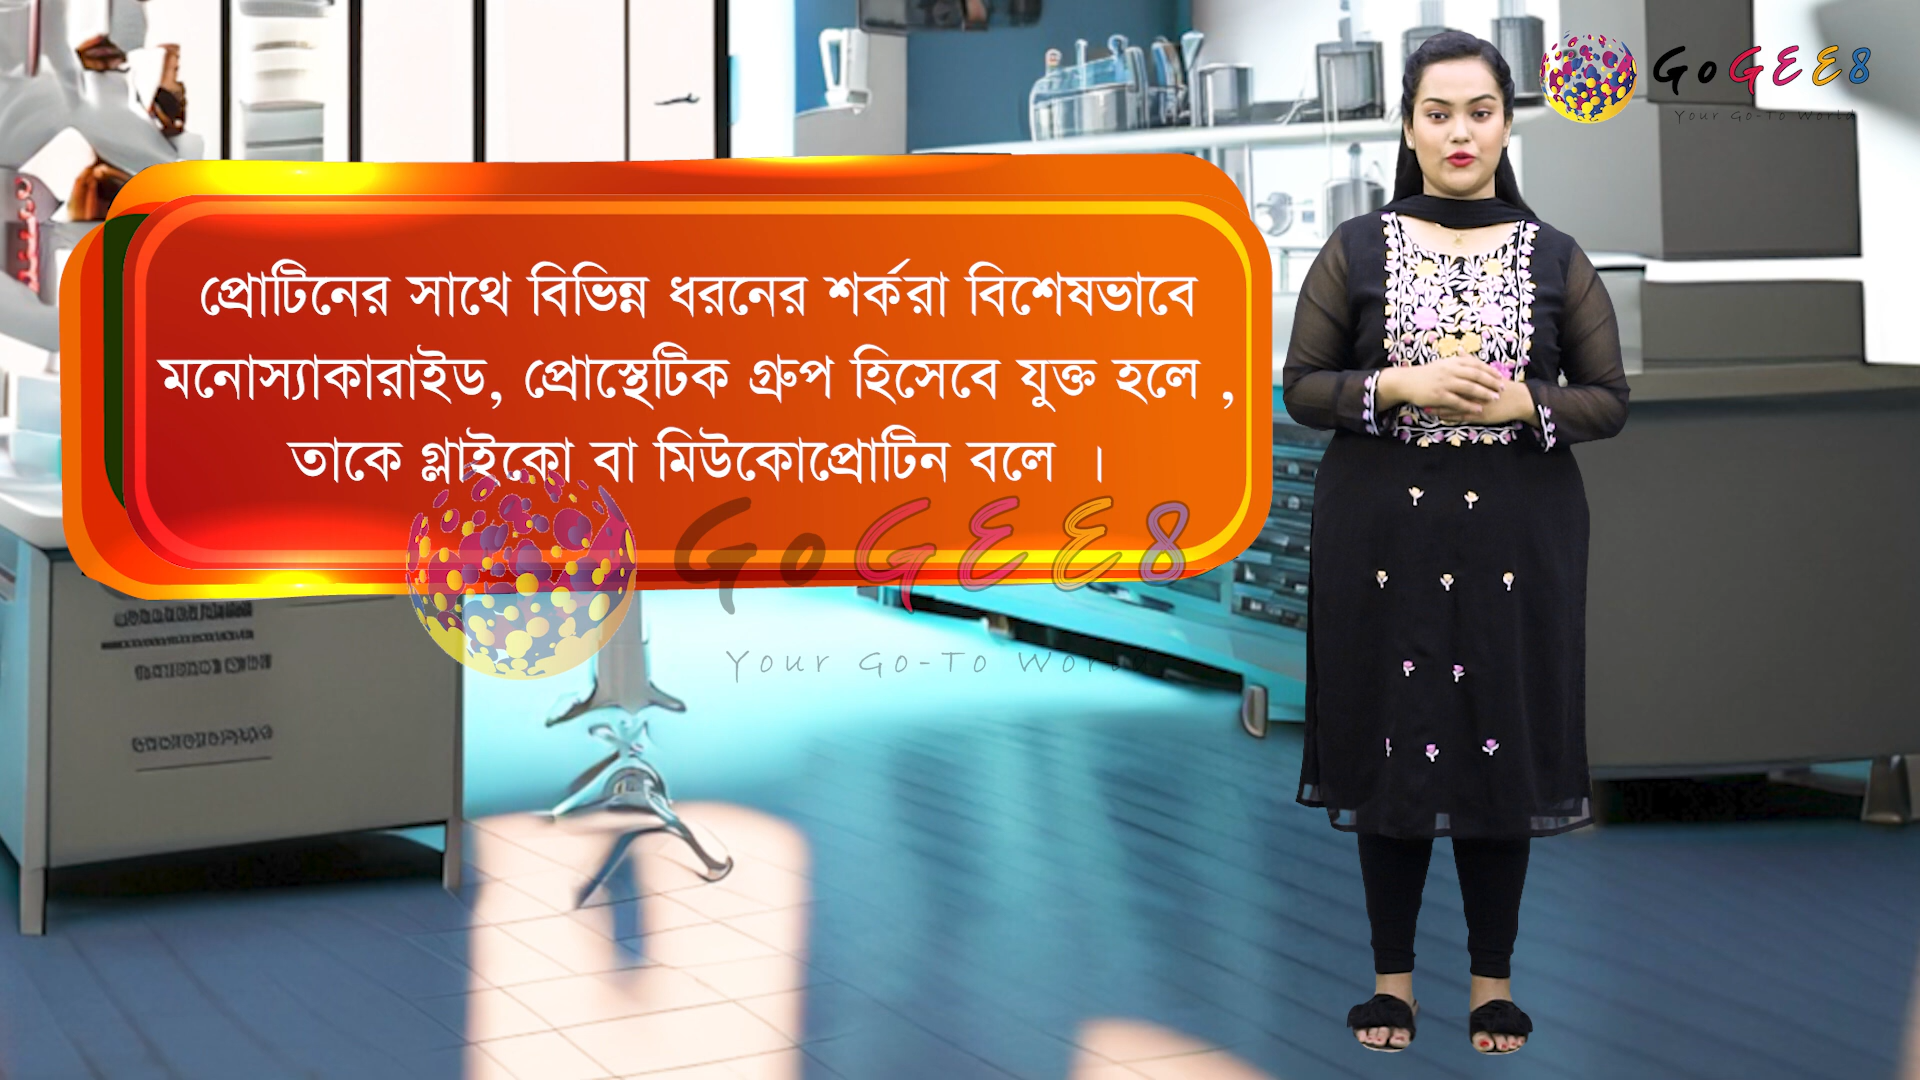 GoGEE8
Your Go-To World
প্রোটিনের সাথে বিভিন্ন ধরনের শর্করা বিশেষভাবে
মনোস্যাকারাইড, প্রোস্থেটিক গ্রুপ হিসেবে যুক্ত হলে ,
তাকে গ্লাইকো বা মিউকোপ্রোটিন বলে ।
GoGEE8
Your Go-To World